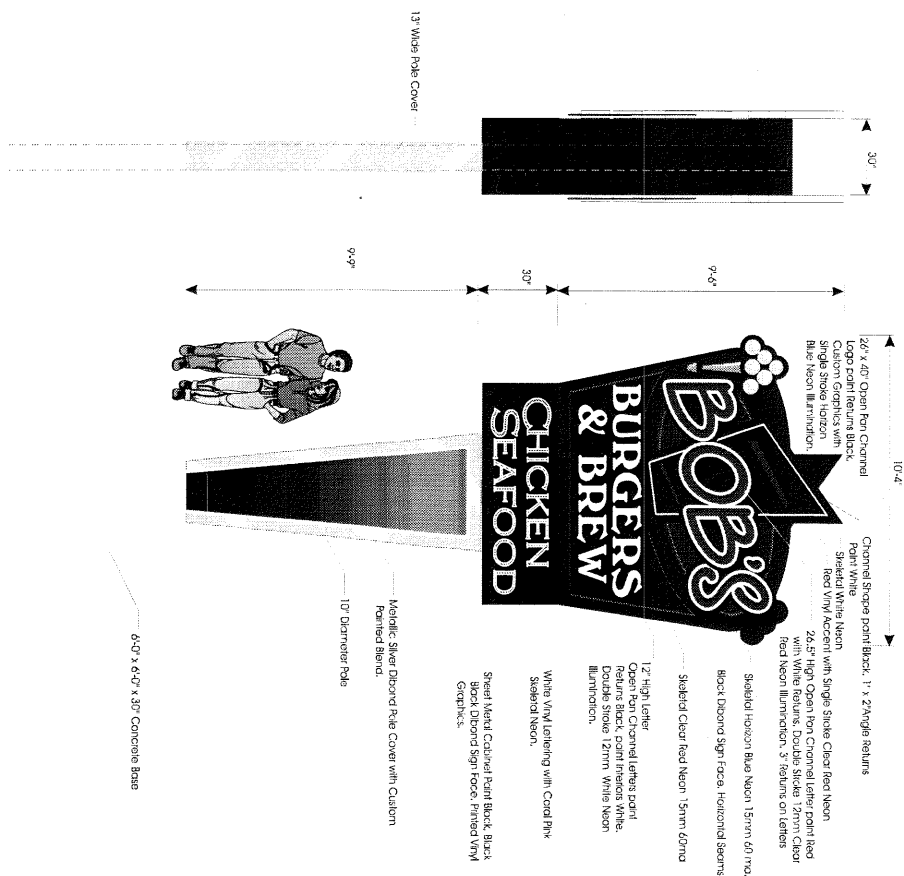 10'-4"
26" x 40" Open Pan Channel
Logo paint Returns Black,
Custom Graphics with
Single Stroke Horizon
Blue Neon Illumination.
Channel Shape paint Black, 1" x 2" Angle Returns
Paint White
Skeletal White Neon
Red Vinyl Accent with Single Stroke Clear Red Neon
26.5" High Open Pan Channel Letter paint Red
with White Returns, Double Stroke 12mm Clear
Red Neon Illumination, 3" Returns on Letters
Skeletal Horizon Blue Neon 15mm 60 ma.
Black Dibond Sign Face, Horizontal Seams
Skeletal Clear Red Neon 15mm 60ma
12" High Letter
Open Pan Channel Letters paint
Returns Black, paint Interiors White,
Double Stroke 12mm White Neon
Illumination.
White Vinyl Lettering with Coral Pink
Skeletal Neon.
Sheet Metal Cabinet Paint Black, Black
Black Dibond Sign Face, Printed Vinyl
Graphics.
Metallic Silver Dibond Pole Cover with Custom
Painted Blend.
10" Diameter Pole
6'-0" x 6'-0" x 30" Concrete Base
BOB'S
BURGERS
& BREW
CHICKEN
SEAFOOD
9'-6"
30"
9'-9"
30"
13" Wide Pole Cover